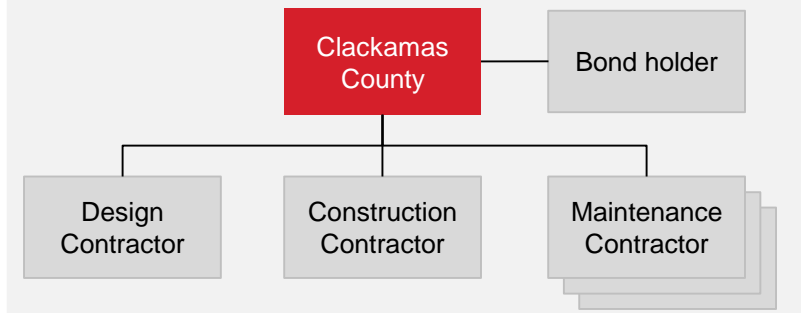 Clackamas
County
Bond holder
Design
Contractor
Construction
Contractor
Maintenance
Contractor